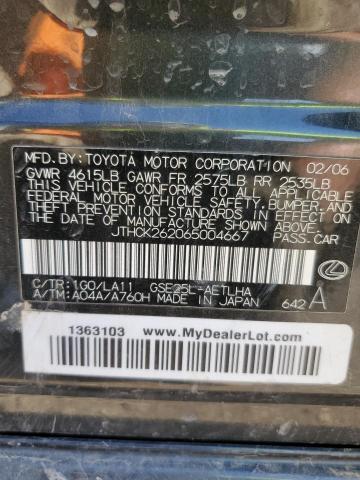 MFD.BY:TOYOTA MOTOR CORPORATION 02/06
GVWR 4615LB GAWR FR 2575LB RR 2535LB
THIS VEHICLE CONFORMS TO ALL APPLICABLE
FEDERAL MOTOR VEHICLE SAFETY, BUMPER, AND
THEFT PREVENTION STANDARDS IN EFFECT ON THE
DATE OF MANUFACTURE SHOWN ABOVE.
JTHCK262065004667 PASS.CAR
C/TR:1G0/LA11 GSE25L-AETLHA
A/TM:A04A/A760H MADE IN JAPAN 642 A
1363103 www.MyDealerLot.com